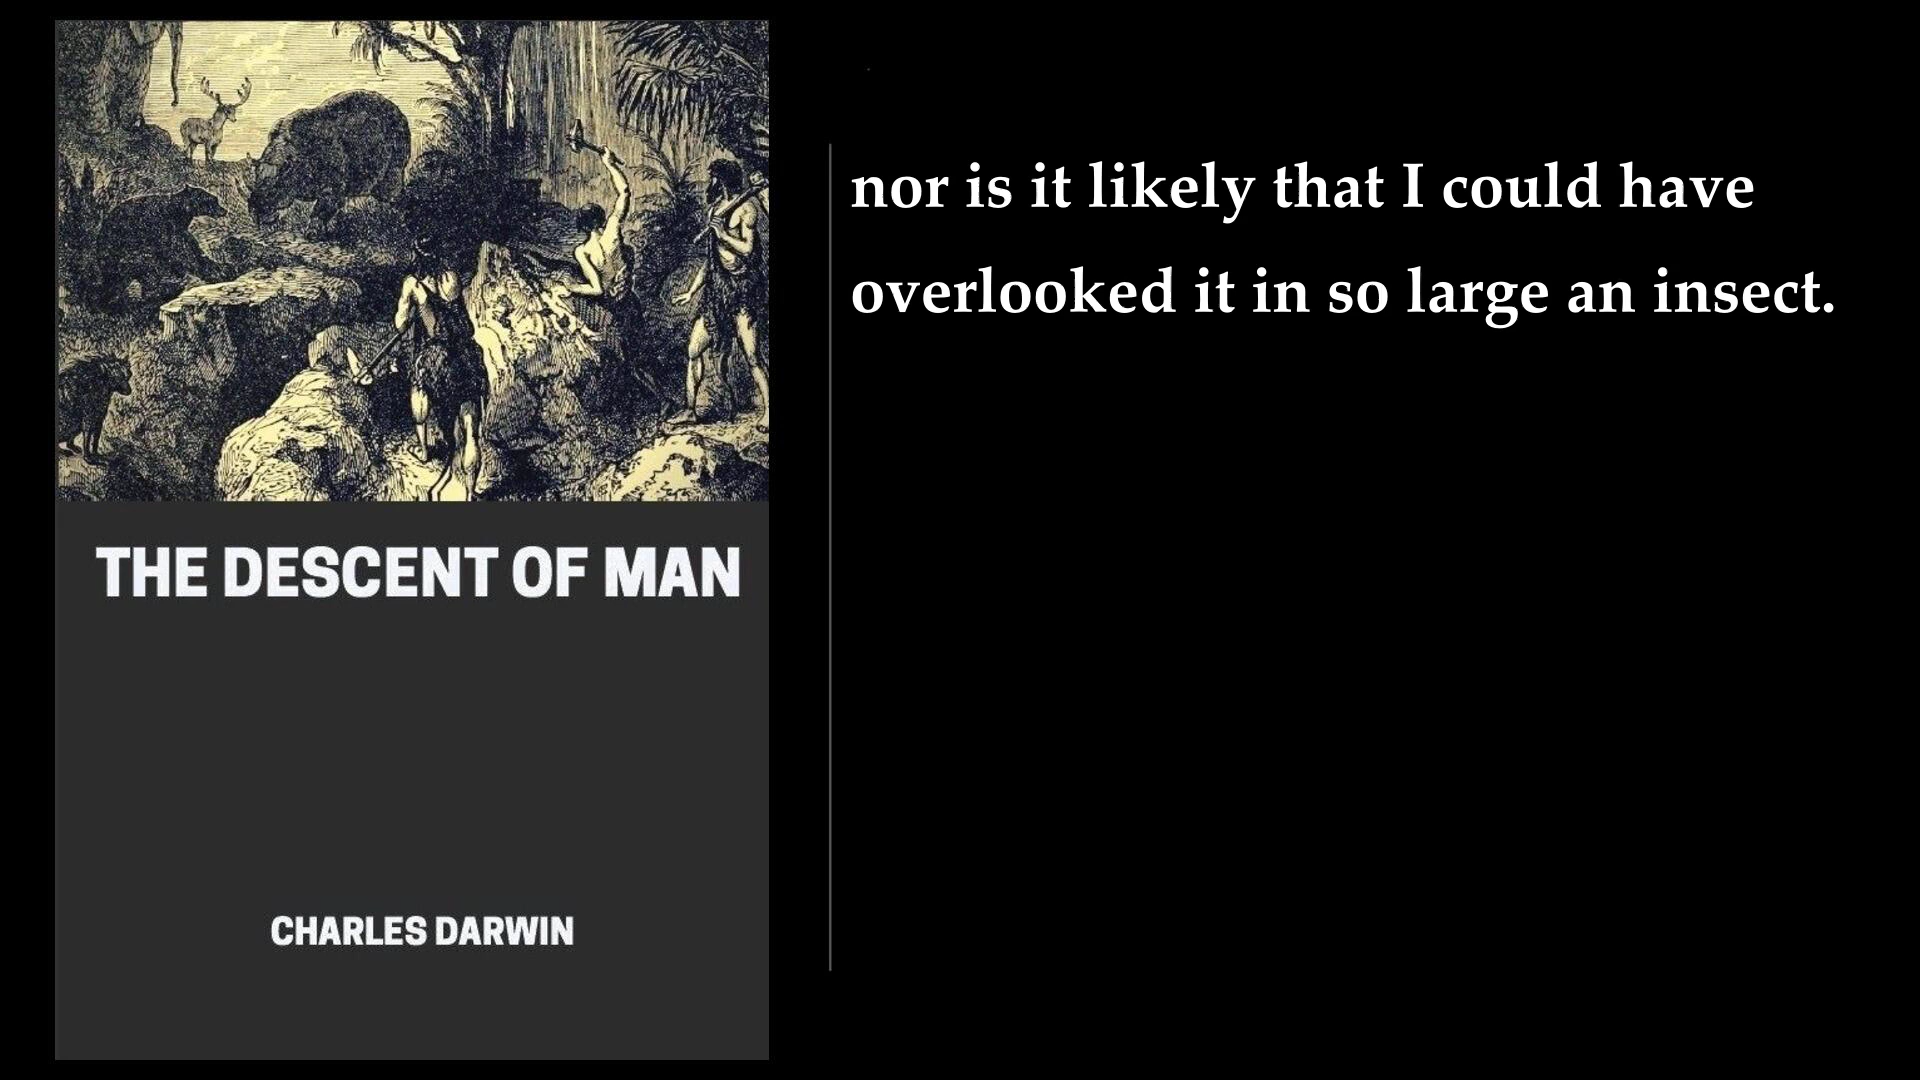 THE DESCENT OF MAN
CHARLES DARWIN
nor is it likely that I could have
overlooked it in so large an insect.